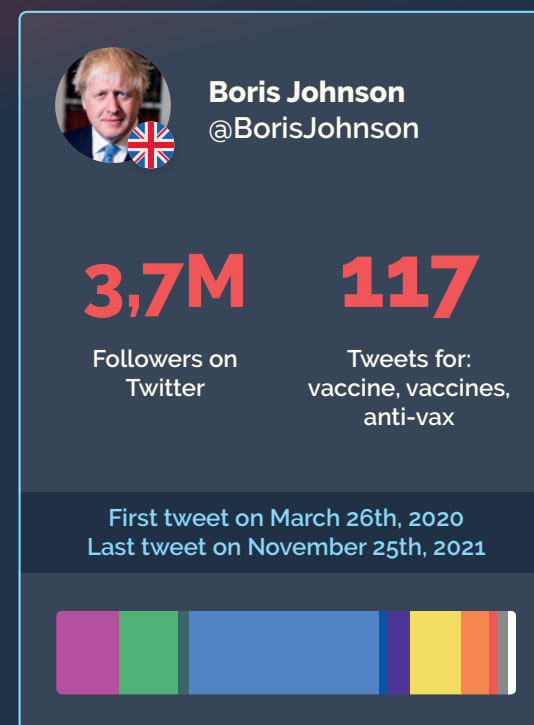 Boris Johnson
@BorisJohnson
3,7M
117
Followers on
Twitter
Tweets for:
vaccine, vaccines,
anti-vax
First tweet on March 26th, 2020
Last tweet on November 25th, 2021